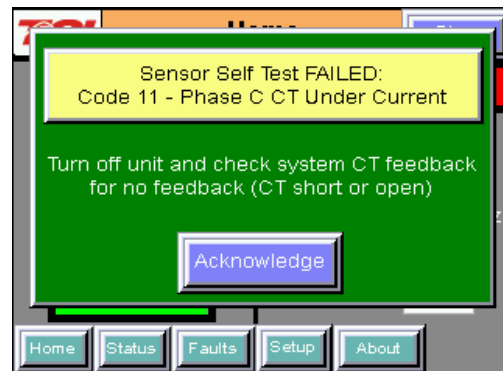 Sensor Self Test FAILED:
Code 11 - Phase C CT Under Current
Turn off unit and check system CT feedback
for no feedback (CT short or open)
Acknowledge
Home
Status
Faults
Setup
About